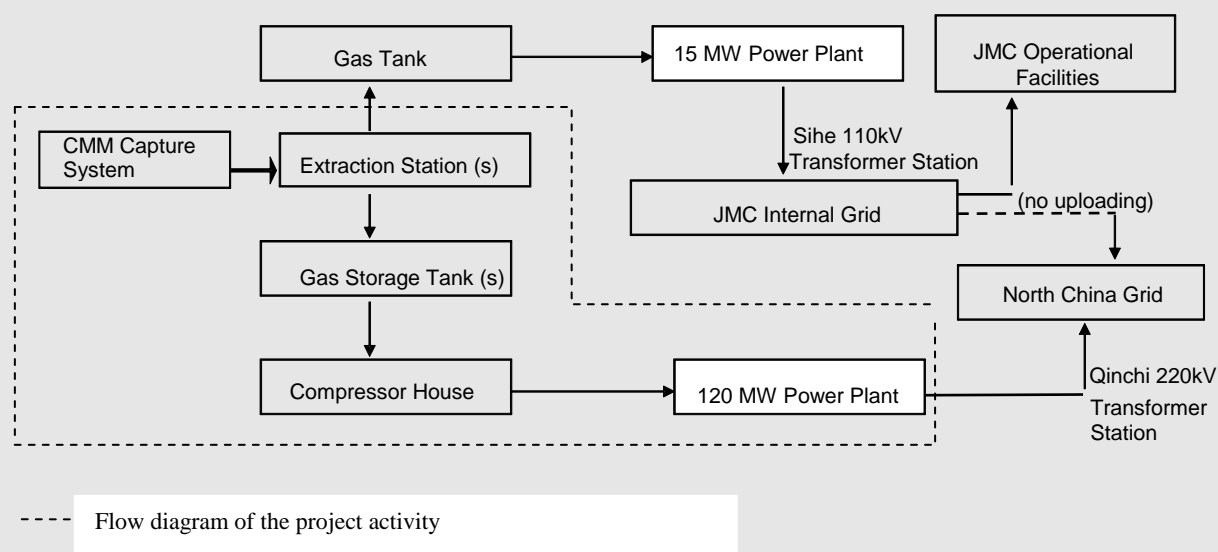 Gas Tank
15 MW Power Plant
JMC Operational
Facilities
CMM Capture
System
Extraction Station (s)
Sihe 110kV
Transformer Station
JMC Internal Grid
(no uploading)
Gas Storage Tank (s)
North China Grid
Compressor House
120 MW Power Plant
Qinchi 220kV
Transformer
Station
Flow diagram of the project activity